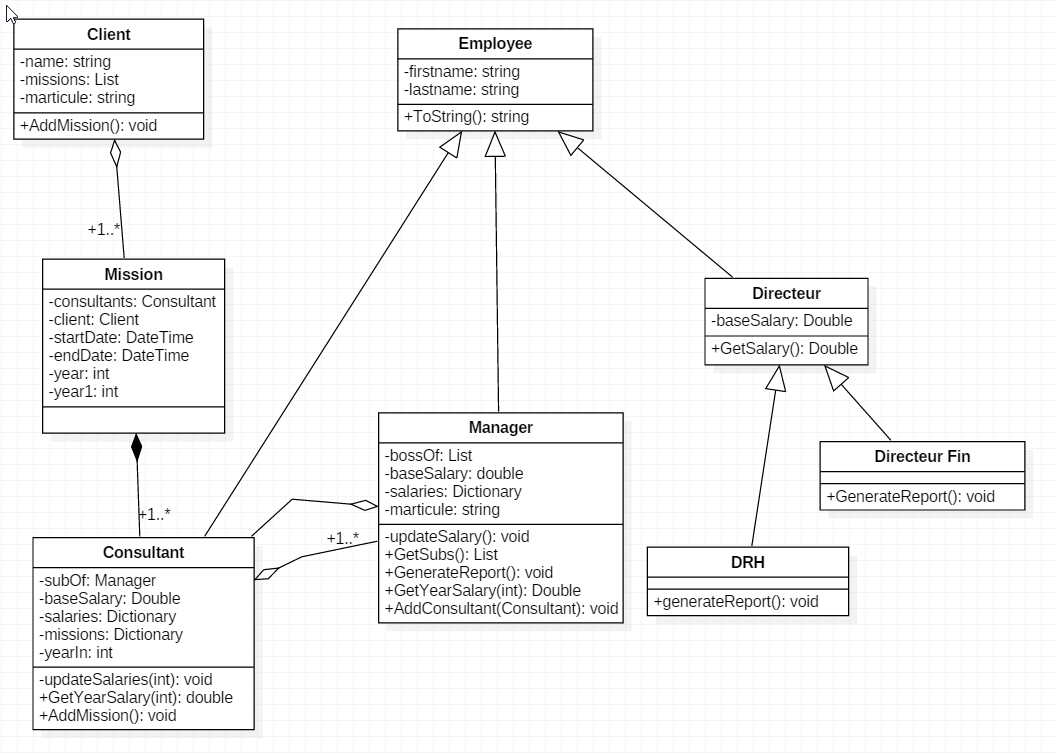 Client
-name: string
-missions: List
-marticule: string
+AddMission(): void
Employee
-firstname: string
-lastname: string
+ToString(): string
+1..*
Mission
-consultants: Consultant
-client: Client
-startDate: DateTime
-endDate: DateTime
-year: int
-year1: int
Directeur
-baseSalary: Double
+GetSalary(): Double
Manager
-bossOf: List
-baseSalary: double
-salaries: Dictionary
-marticule: string
-updateSalary(): void
+GetSubs(): List
+GenerateReport(): void
+GetYearSalary(int): Double
+AddConsultant(Consultant): void
Directeur Fin
+GenerateReport(): void
+1..*
+1..*
Consultant
-subOf: Manager
-baseSalary: Double
-salaries: Dictionary
-missions: Dictionary
-yearIn: int
-updateSalaries(int): void
+GetYearSalary(int): double
+AddMission(): void
DRH
+generateReport(): void